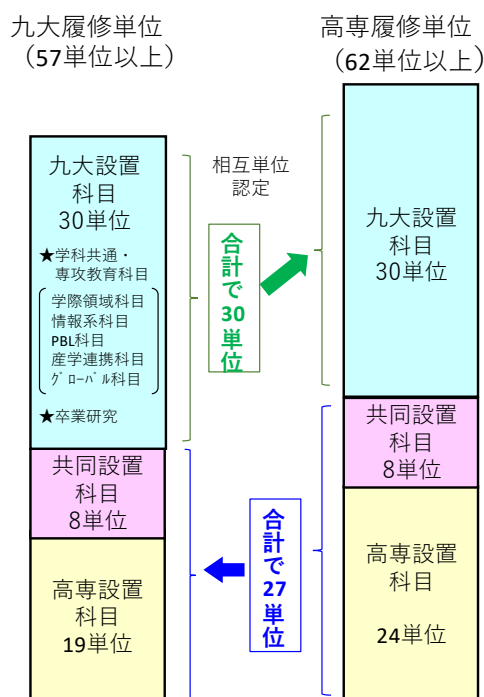 九大履修単位
（57単位以上）
高専履修単位
（62単位以上）
九大設置
科目
30単位
★学科共通・
専攻教育科目
学際領域科目
情報系科目
PBL科目
産学連携科目
グローバル科目
★卒業研究
共同設置
科目
8単位
高専設置
科目
19単位
相互単位
認定
合計で30単位
合計で27単位
九大設置
科目
30単位
共同設置
科目
8単位
高専設置
科目
24単位